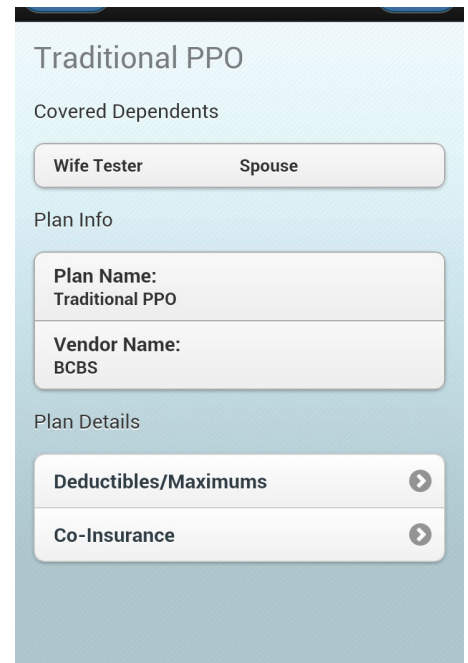 Traditional PPO
Covered Dependents
Wife Tester Spouse
Plan Info
Plan Name:
Traditional PPO
Vendor Name:
BCBS
Plan Details
Deductibles/Maximums
Co-Insurance